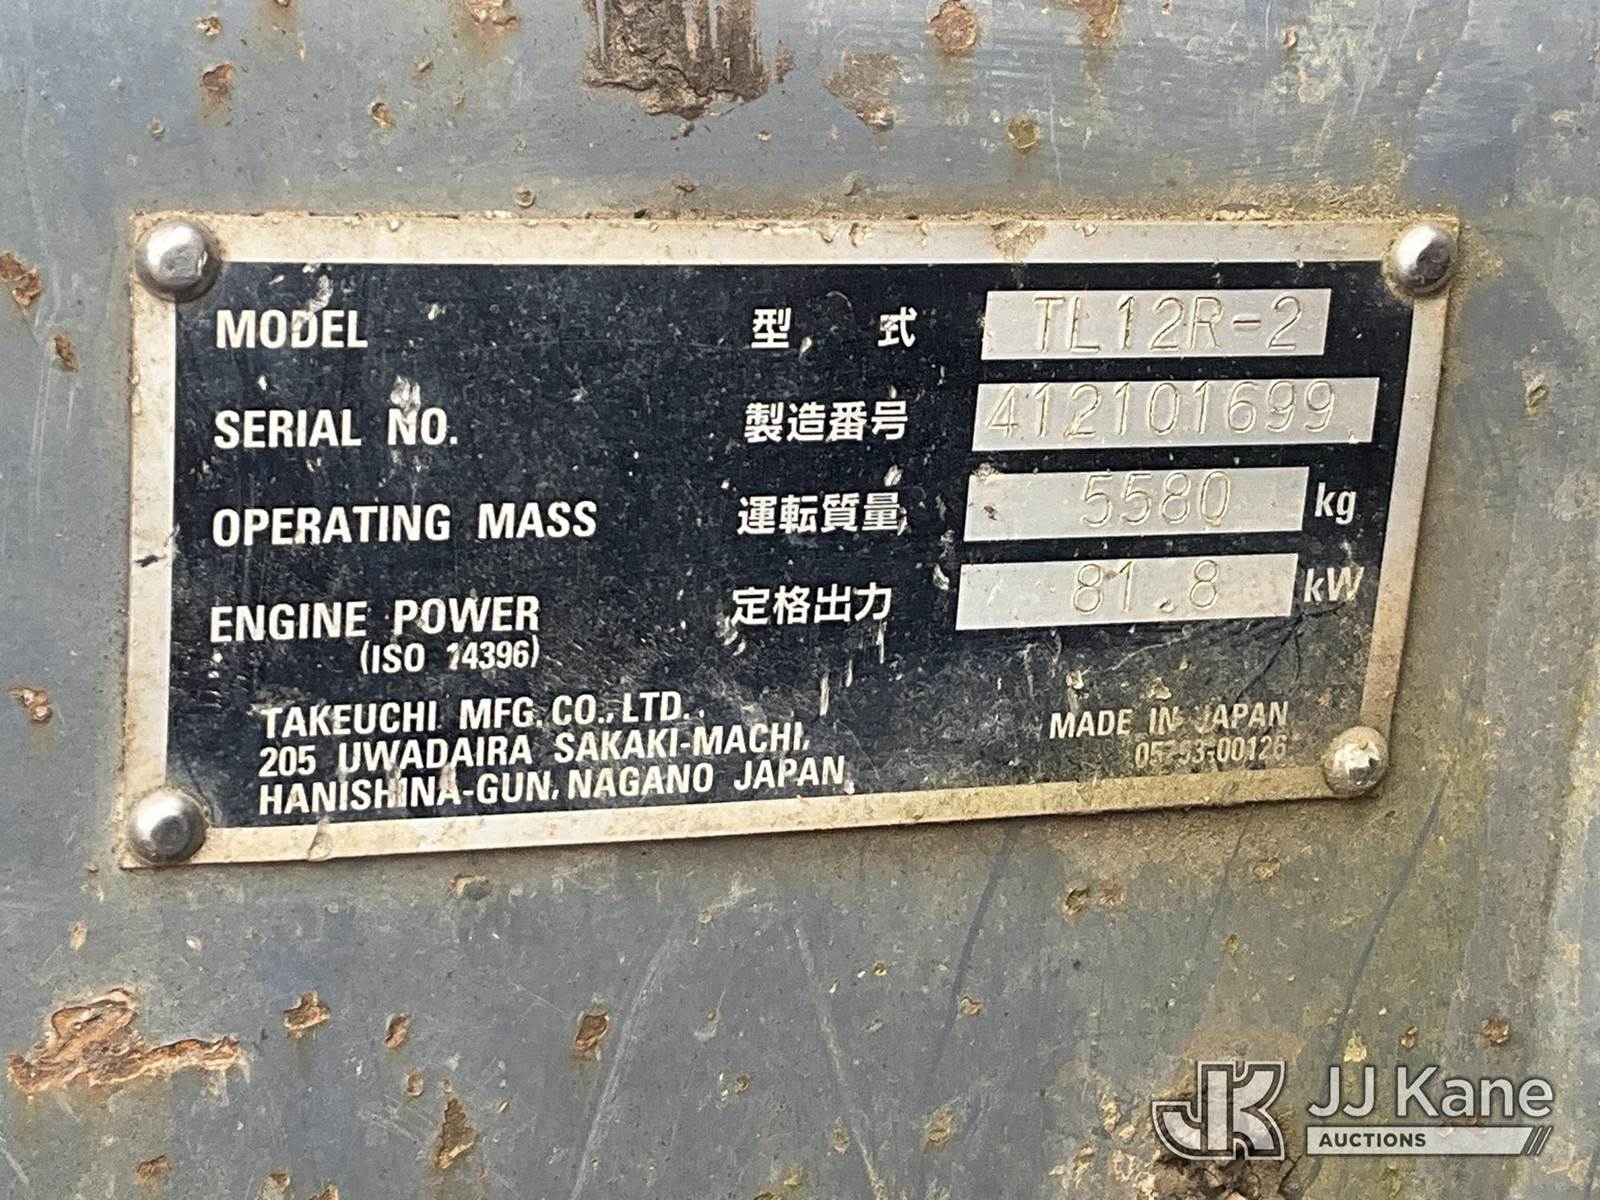 MODEL 型 式 TL12R-2
SERIAL NO. 製造番号 412101699
OPERATING MASS 運転質量 5580 kg
ENGINE POWER 定格出力 81.8 kW
(ISO 14396)
TAKEUCHI MFG. CO., LTD.
205 UWADAIRA SAKAKI-MACHI,
HANISHINA-GUN, NAGANO JAPAN
MADE IN JAPAN
JK JJ Kane
AUCTIONS